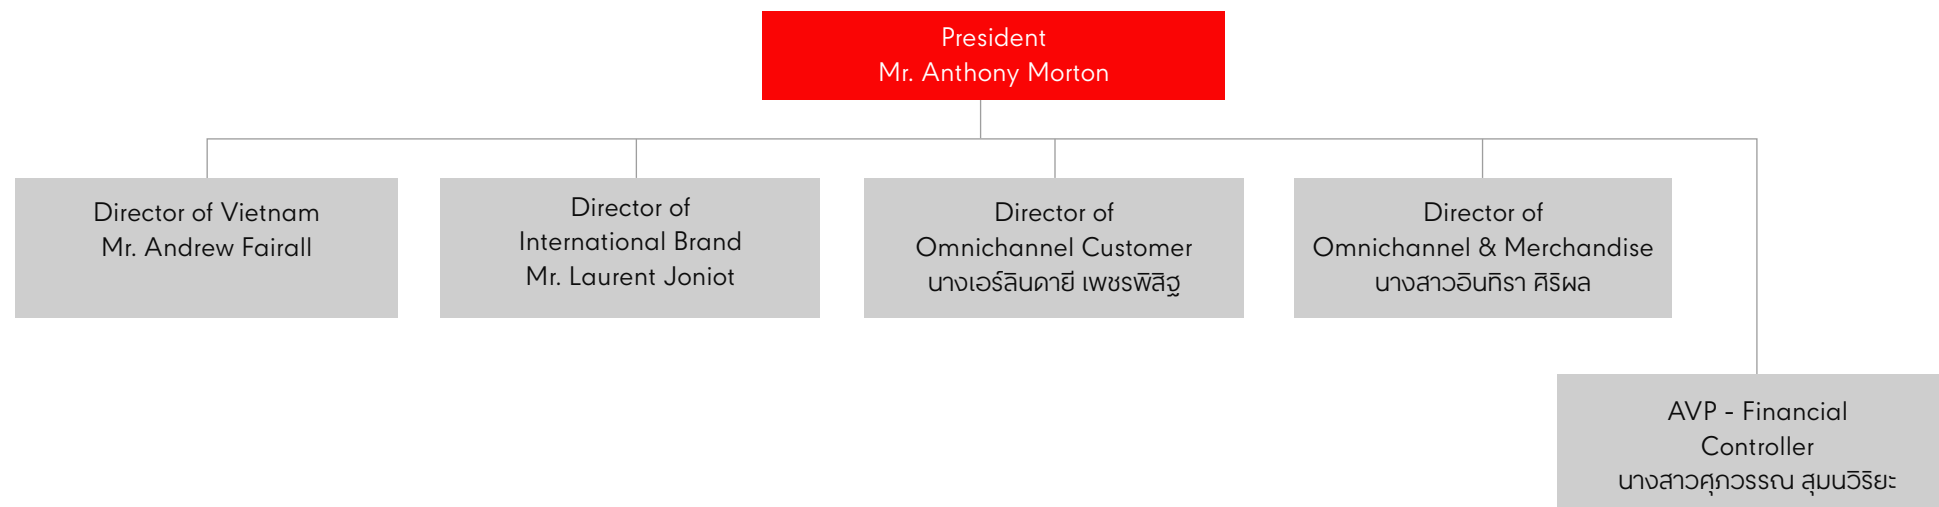 President
Mr. Anthony Morton
Director of Vietnam
Mr. Andrew Fairall
Director of
International Brand
Mr. Laurent Joniot
Director of
Omnichannel Customer
นางเอร์ลินดายี เพชรพิสิฐ
Director of
Omnichannel & Merchandise
นางสาวอินทิรา ศิริผล
AVP - Financial
Controller
นางสาวศุภวรรณ สุมนวิริยะ